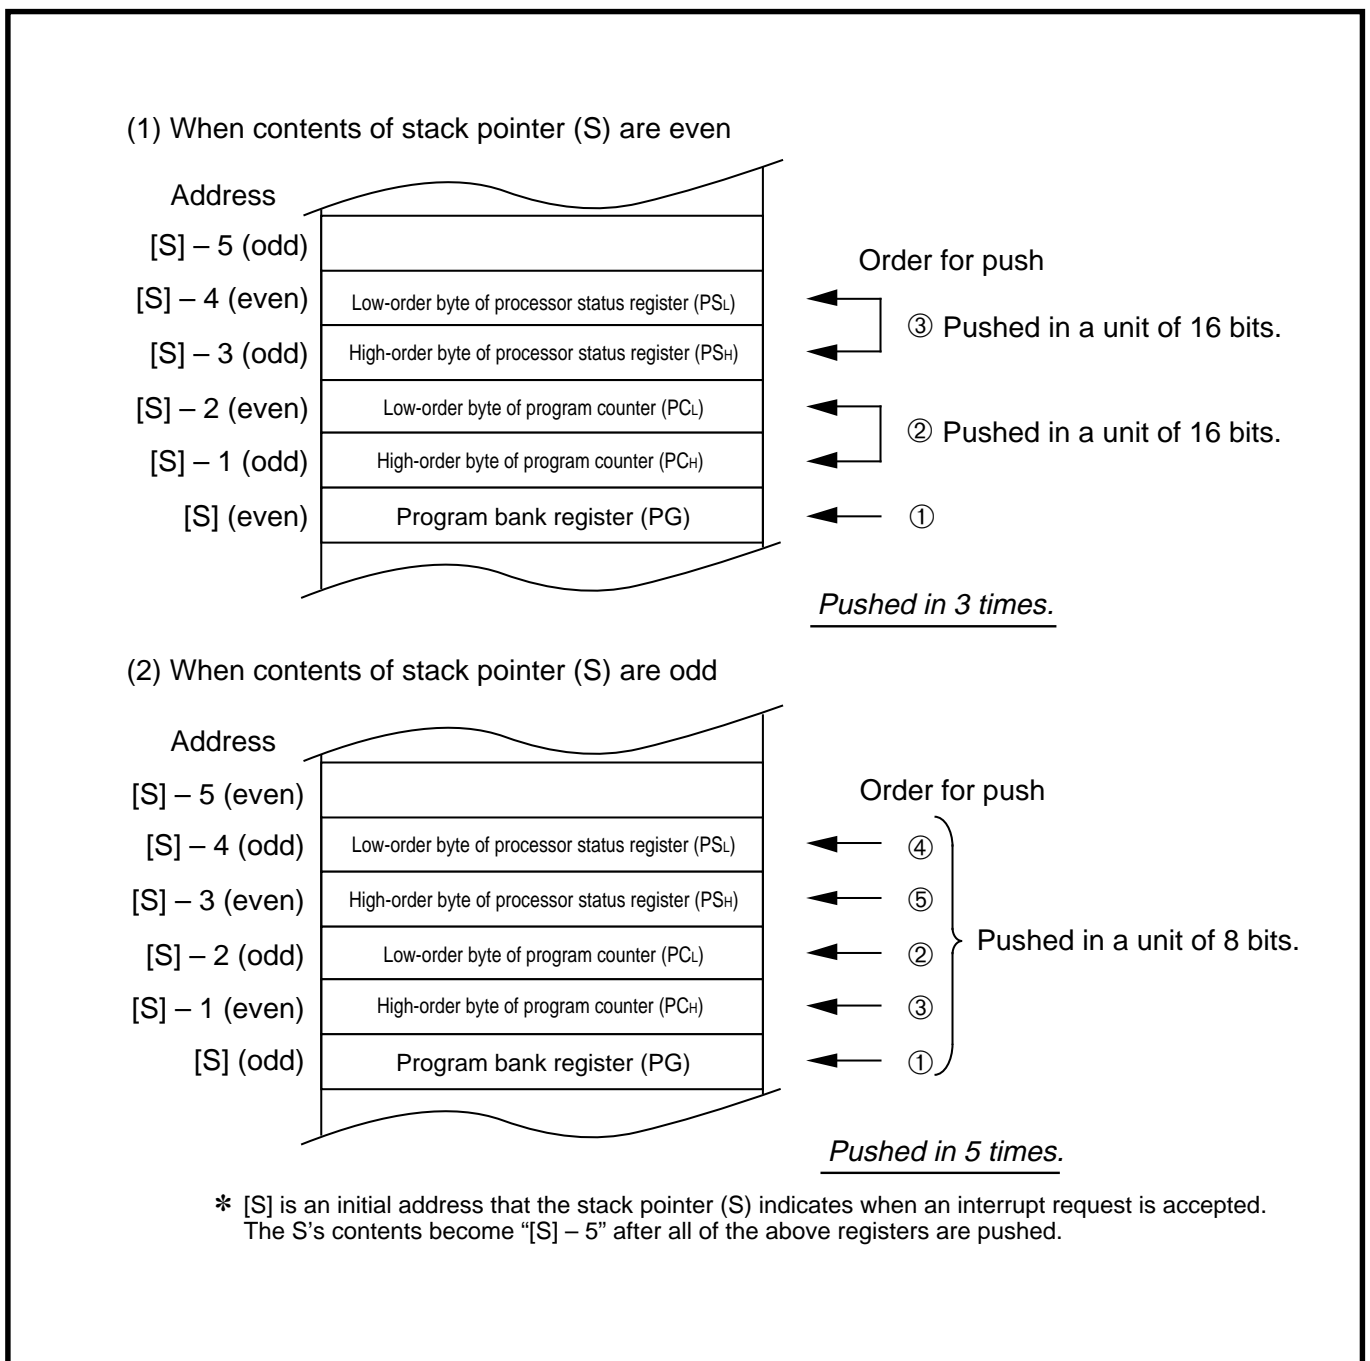 (1) When contents of stack pointer (S) are even
Address
[S] – 5 (odd)
Order for push
[S] – 4 (even) Low-order byte of processor status register (PSL)
③ Pushed in a unit of 16 bits.
[S] – 3 (odd) High-order byte of processor status register (PSH)
[S] – 2 (even) Low-order byte of program counter (PCL)
② Pushed in a unit of 16 bits.
[S] – 1 (odd) High-order byte of program counter (PCH)
[S] (even) Program bank register (PG) ①
Pushed in 3 times.
(2) When contents of stack pointer (S) are odd
Address
[S] – 5 (even) Order for push
[S] – 4 (odd) Low-order byte of processor status register (PSL) ④
[S] – 3 (even) High-order byte of processor status register (PSH) ⑤
Pushed in a unit of 8 bits.
[S] – 2 (odd) Low-order byte of program counter (PCL) ②
[S] – 1 (even) High-order byte of program counter (PCH) ③
[S] (odd) Program bank register (PG) ①
Pushed in 5 times.
✽ [S] is an initial address that the stack pointer (S) indicates when an interrupt request is accepted.
The S’s contents become “[S] – 5” after all of the above registers are pushed.